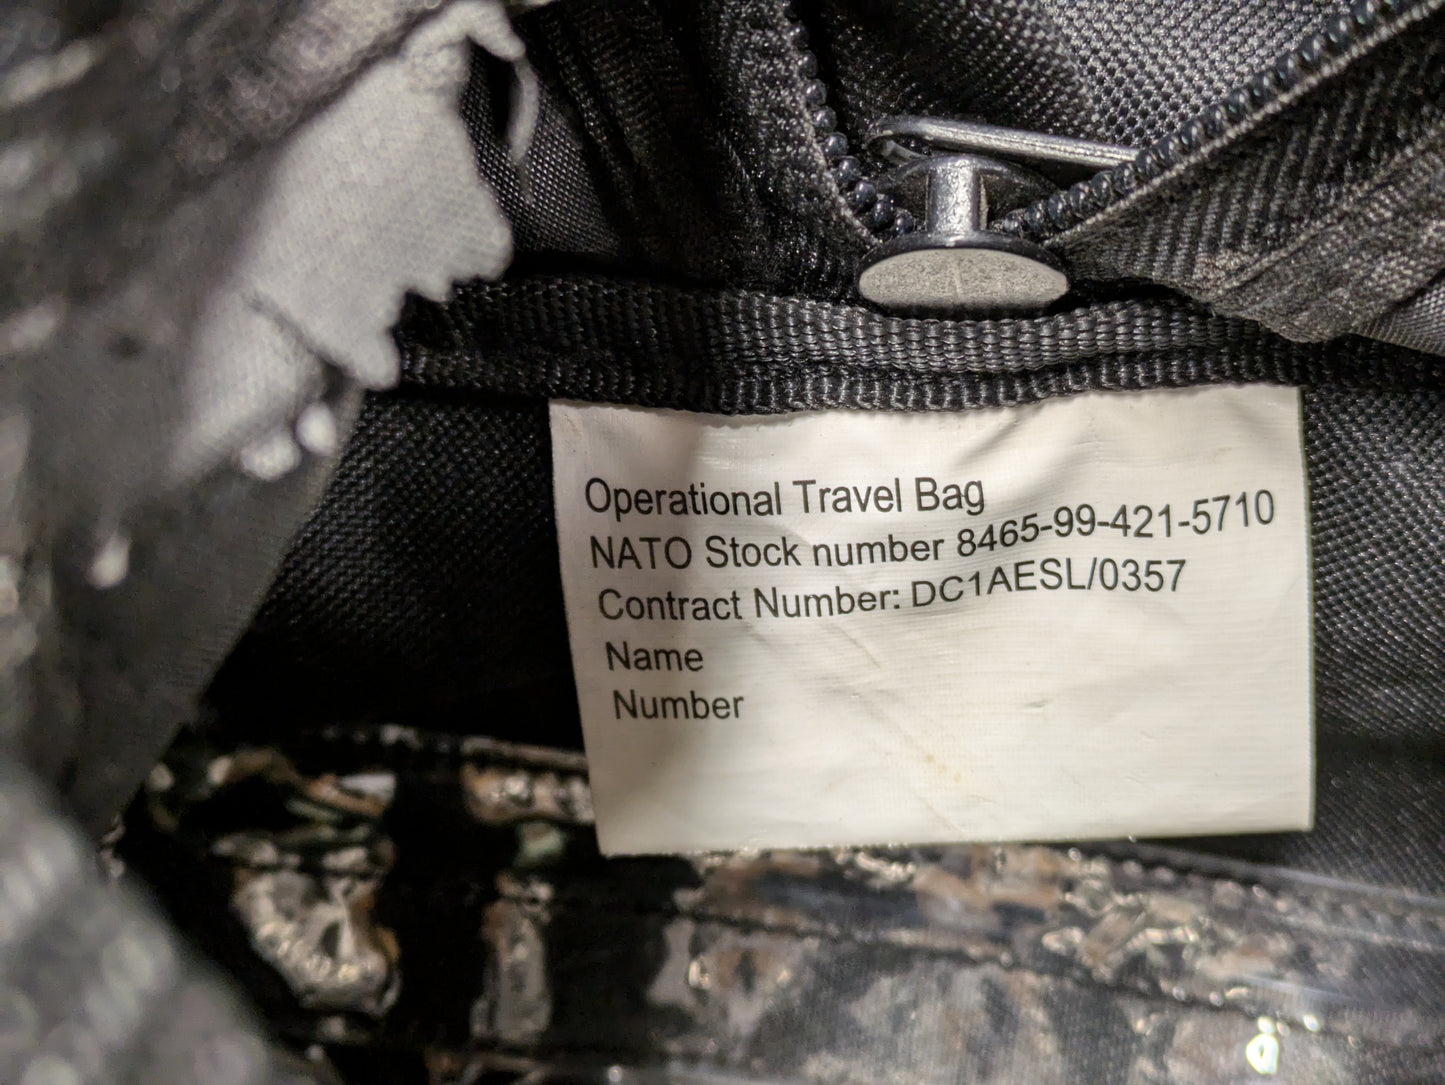 Operational Travel Bag
NATO Stock number 8465-99-421-5710
Contract Number: DC1AESL/0357
Name
Number